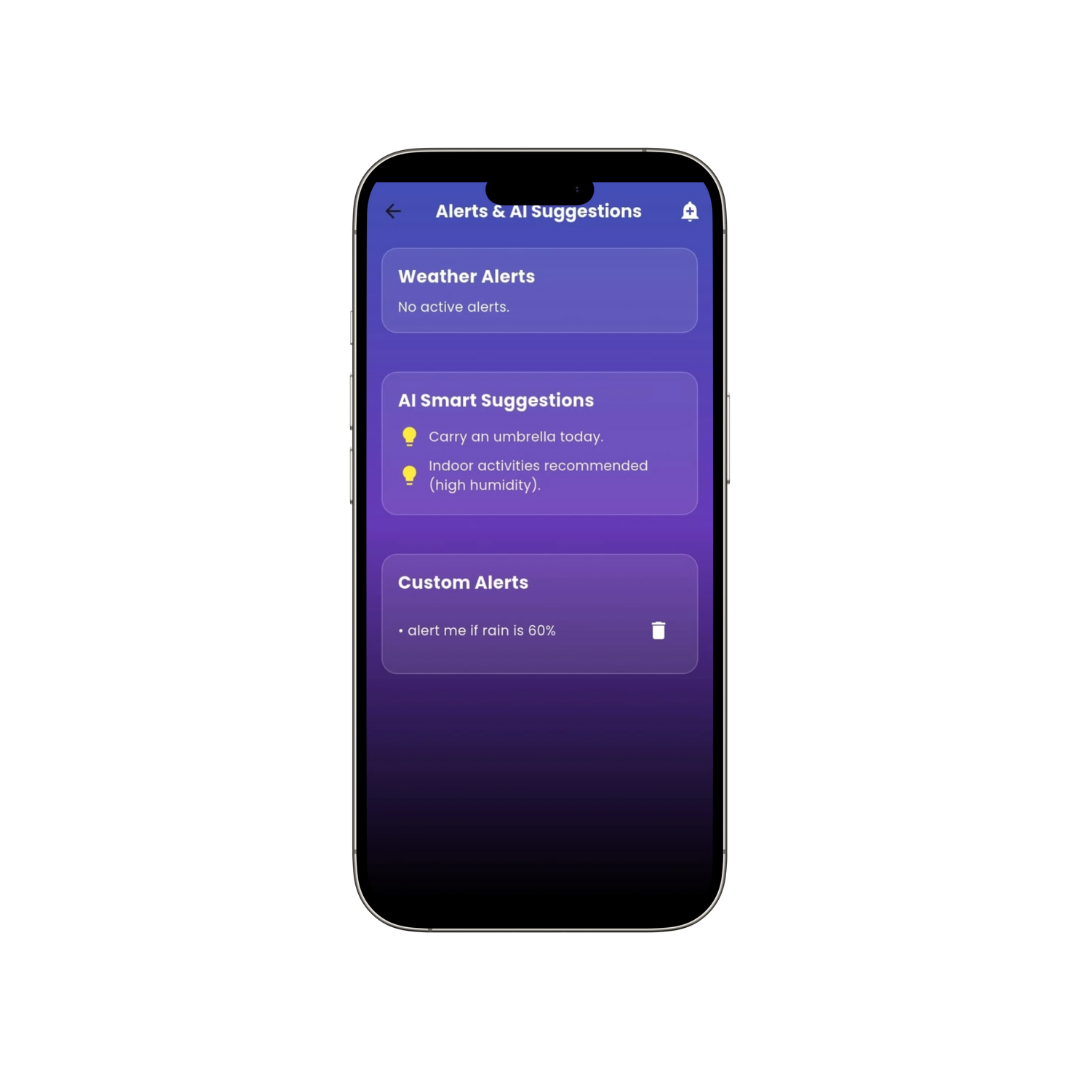 Alerts & AI Suggestions
Weather Alerts
No active alerts.
AI Smart Suggestions
Carry an umbrella today.
Indoor activities recommended
(high humidity).
Custom Alerts
• alert me if rain is 60%